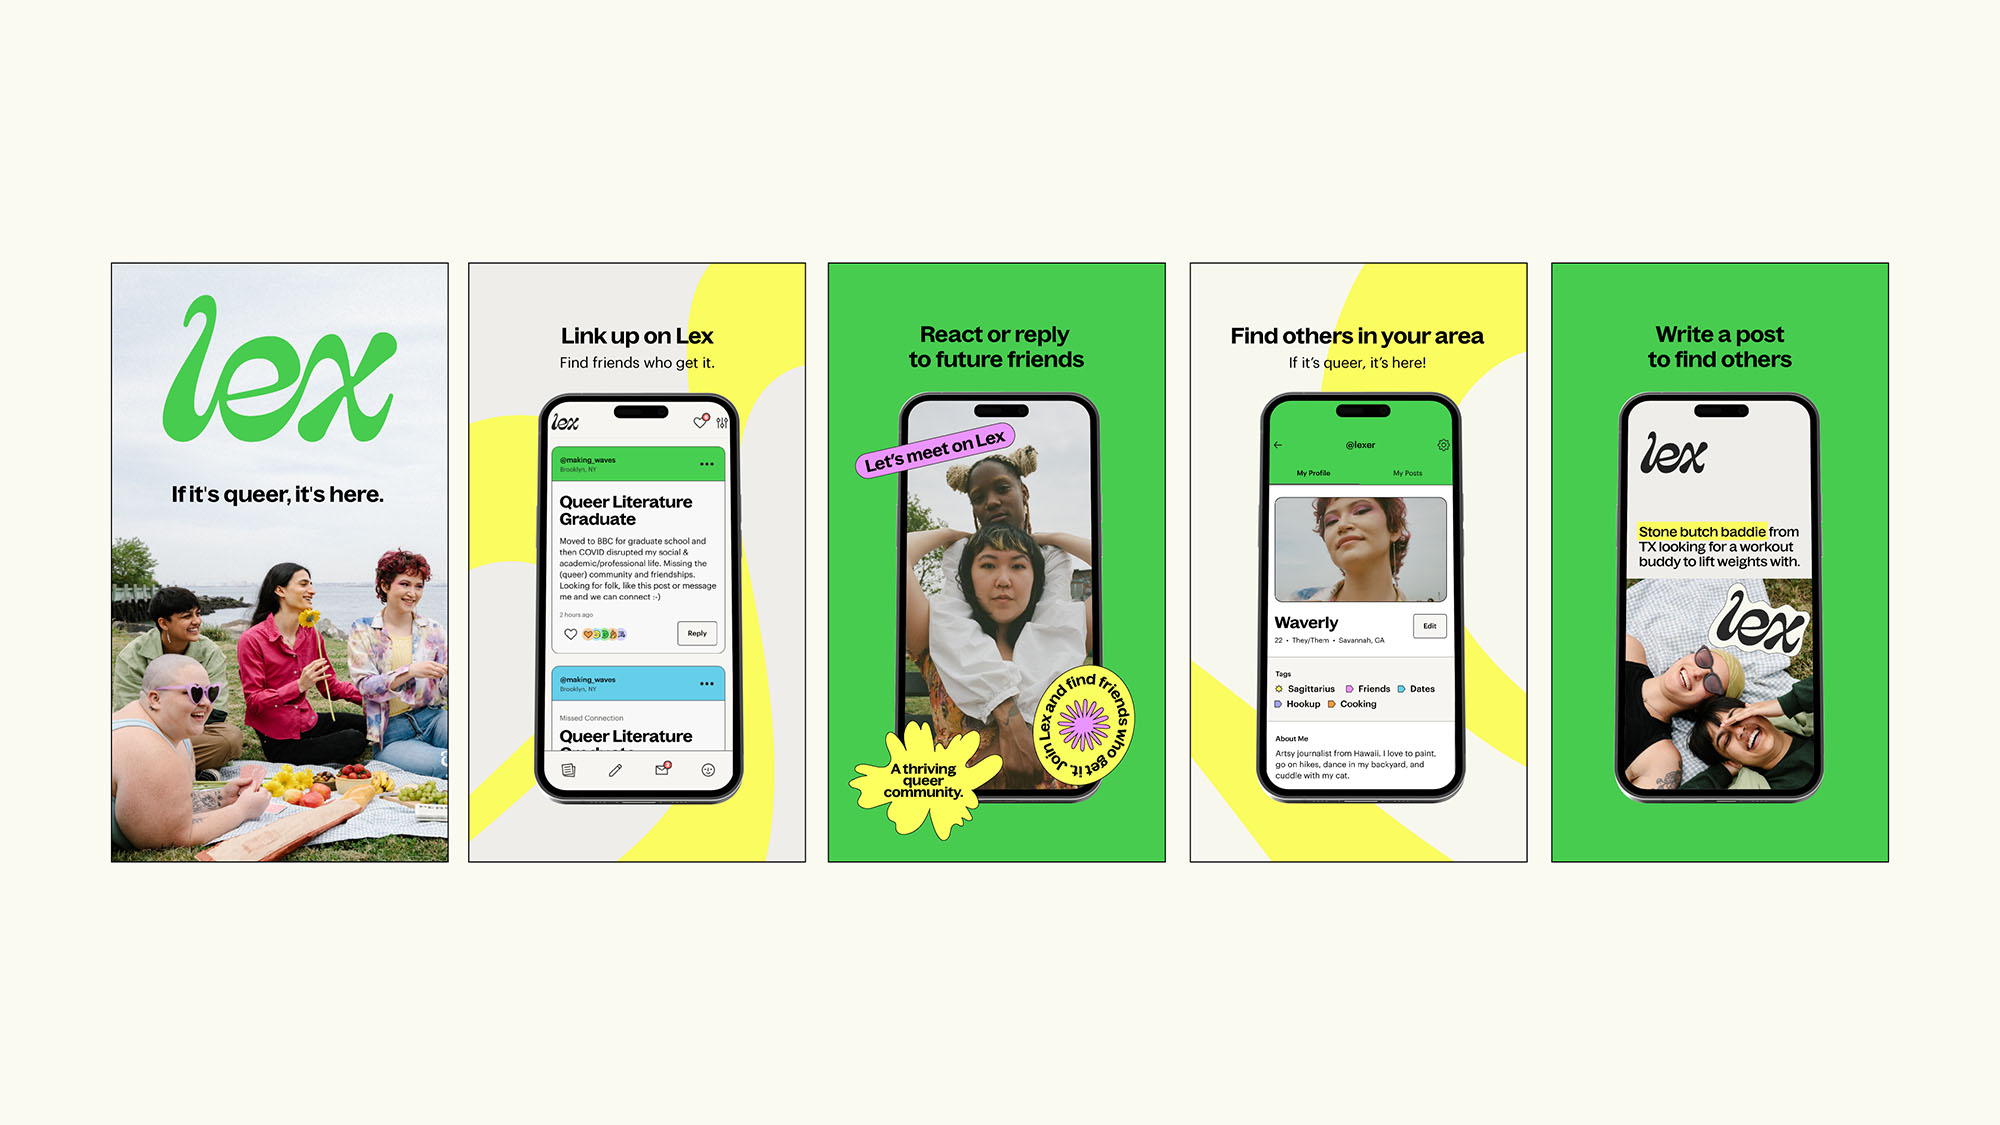 lex
If it's queer, it's here.
Link up on Lex
Find friends who get it.
lex
@making_waves
Brooklyn, NY
Queer Literature
Graduate
Moved to BBC for graduate school and
then COVID disrupted my social &
academic/professional life. Missing the
(queer) community and friendships.
Looking for folk, like this post or message
me and we can connect :-)
2 hours ago
Reply
@making_waves
Brooklyn, NY
Missed Connection
Queer Literature
Graduate
React or reply
to future friends
Let's meet on Lex
A thriving
queer
community.
Join Lex and find friends who get it.
Find others in your area
If it's queer, it's here!
@lexer
My Profile
My Posts
Waverly
Edit
22 • They/Them • Savannah, CA
Tags
Sagittarius
Friends
Dates
Hookup
Cooking
About Me
Artsy journalist from Hawaii. I love to paint,
go on hikes, dance in my backyard, and
cuddle with my cat.
Write a post
to find others
lex
Stone butch baddie from
TX looking for a workout
buddy to lift weights with.
lex